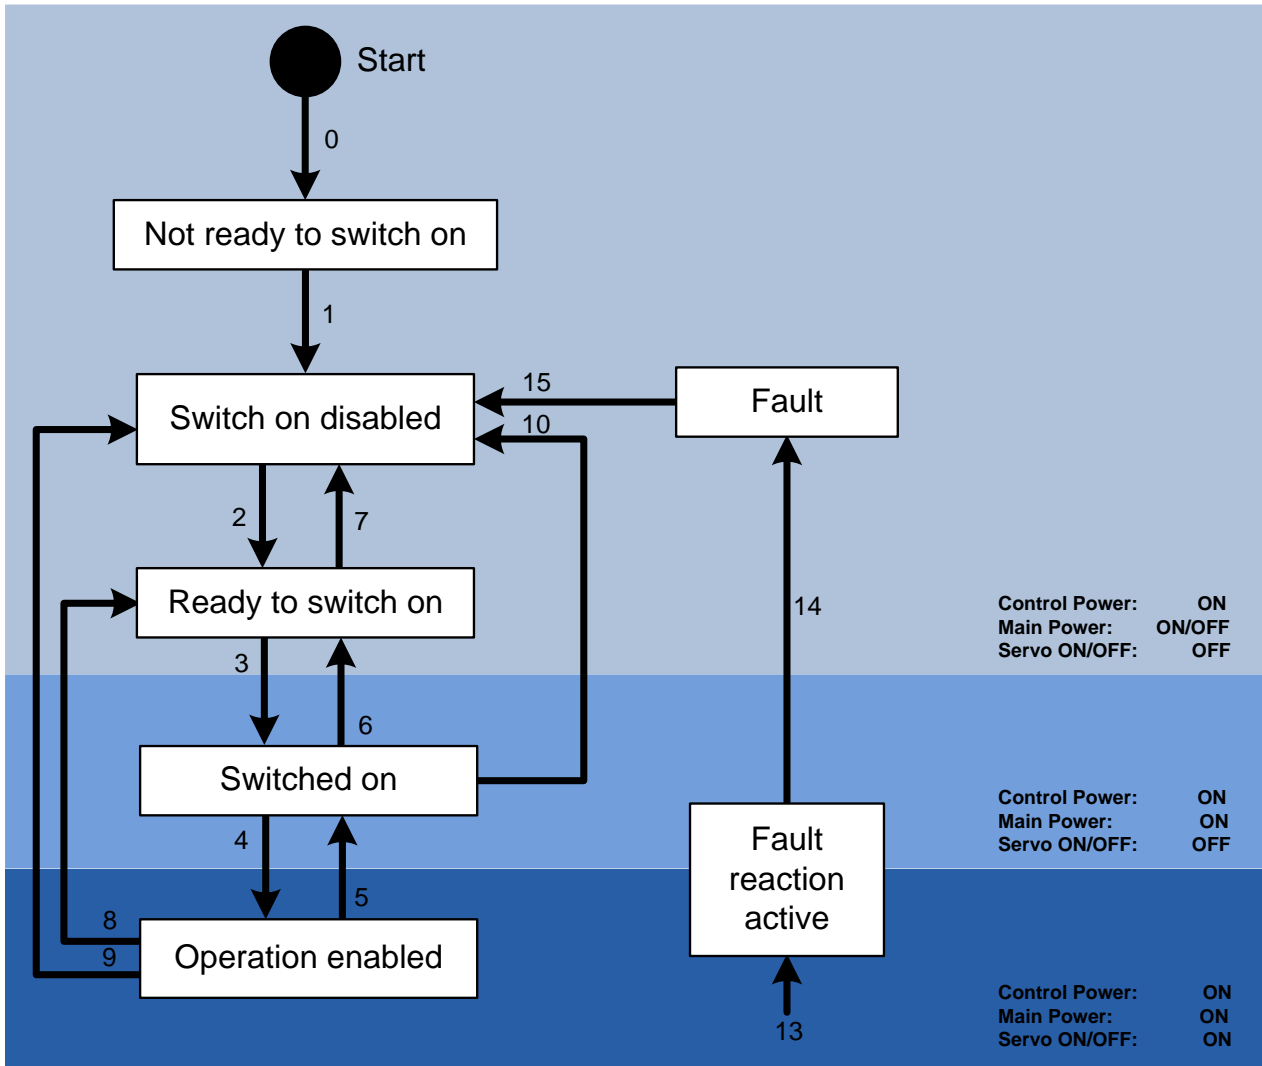 Start
0
Not ready to switch on
1
Switch on disabled
15
Fault
10
2
7
Ready to switch on
14
Control Power: ON
Main Power: ON/OFF
Servo ON/OFF: OFF
3
6
Switched on
Control Power: ON
Main Power: ON
Servo ON/OFF: OFF
4
Fault
reaction
active
5
8
9
Operation enabled
Control Power: ON
Main Power: ON
Servo ON/OFF: ON
13